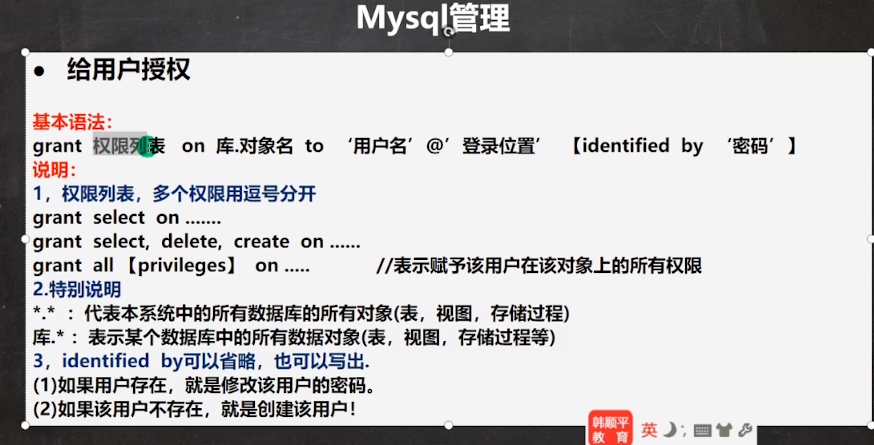 Mysql管理
● 给用户授权
基本语法：
grant 权限列表 on 库.对象名 to ‘用户名’@’登录位置’ 【identified by ‘密码’】
说明：
1，权限列表，多个权限用逗号分开
grant select on .......
grant select, delete, create on ......
grant all 【privileges】 on ..... //表示赋予该用户在该对象上的所有权限
2.特别说明
*.* ：代表本系统中的所有数据库的所有对象(表，视图，存储过程)
库.* ：表示某个数据库中的所有数据对象(表，视图，存储过程等)
3，identified by可以省略，也可以写出.
(1)如果用户存在，就是修改该用户的密码。
(2)如果该用户不存在，就是创建该用户！
韩顺平
教育
英